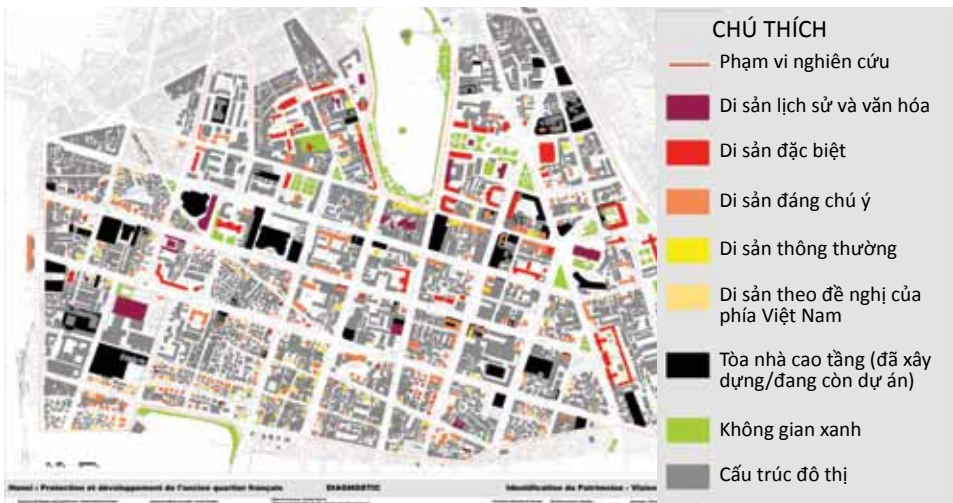 CHÚ THÍCH
Phạm vi nghiên cứu
Di sản lịch sử và văn hóa
Di sản đặc biệt
Di sản đáng chú ý
Di sản thông thường
Di sản theo đề nghị của
phía Việt Nam
Tòa nhà cao tầng (đã xây
dựng/đang còn dự án)
Không gian xanh
Cấu trúc đô thị
Hanoi - Protection et développement de l'ancien quartier français DIAGNOSTIC Identification du Patrimoine - Vision